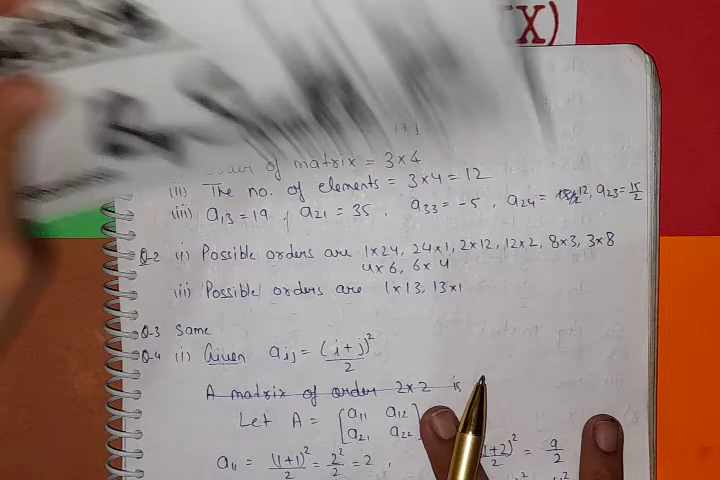 X)
of matrix = 3×4
(ii) The no. of elements = 3×4 = 12
(iii) a13 = 19 , a21 = 35 , a33 = -5 , a24 = 12, a23 = 15/2
Q-2 (i) Possible orders are 1×24, 24×1, 2×12, 12×2, 8×3, 3×8
4×6, 6×4
(ii) Possible orders are 1×13, 13×1
Q-3 Same
Q-4 (i) Given aij = (i+j)²/2
A matrix of order 2×2 is
Let A = [a11 a12
a21 a22]
a11 = (1+1)²/2 = 2²/2 = 2 , (1+2)²/2 = 9/2